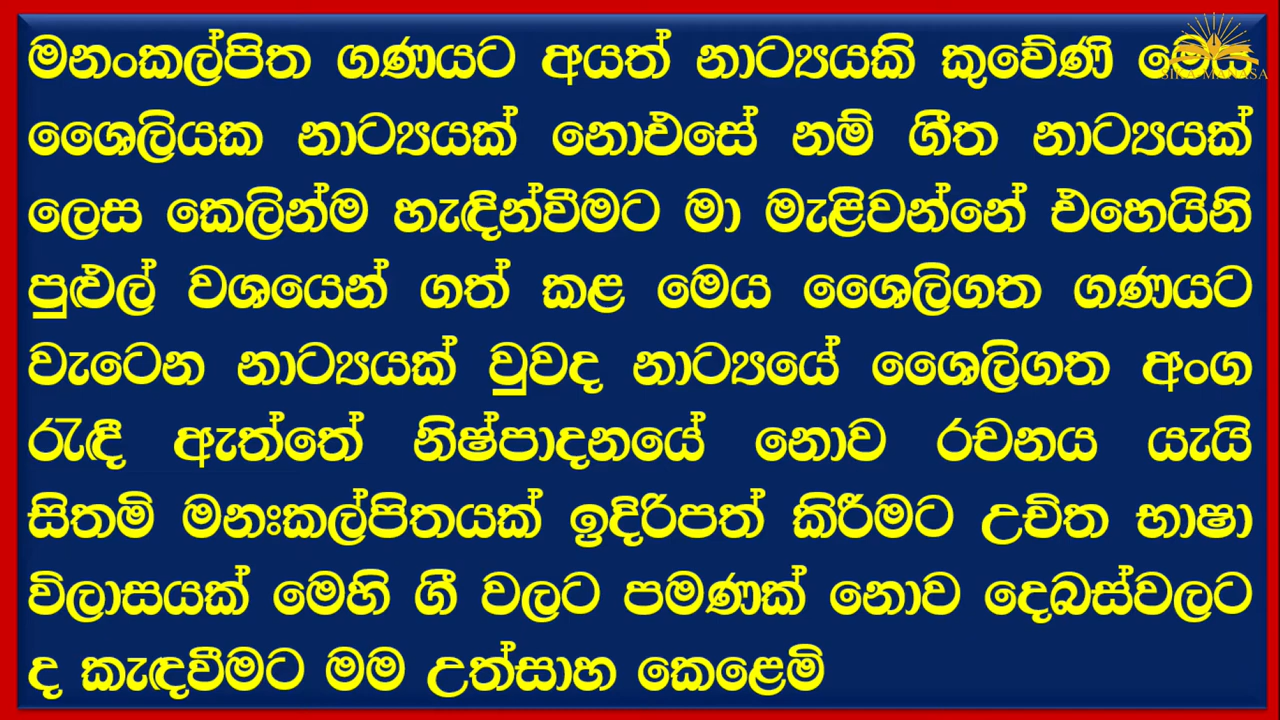 මනංකල්පිත ගණයට අයත් නාට්‍යයකි කුවේණි මෙය
SIHA MANASA
ශෛලියක නාට්‍යයක් නොඑසේ නම් ගීත නාට්‍යයක්
ලෙස කෙලින්ම හැඳින්වීමට මා මැළිවන්නේ එහෙයිනි
පුළුල් වශයෙන් ගත් කළ මෙය ශෛලිගත ගණයට
වැටෙන නාට්‍යයක් වුවද නාට්‍යයේ ශෛලිගත අංග
රැඳී ඇත්තේ නිෂ්පාදනයේ නොව රචනය යැයි
සිතමි මනඃකල්පිතයක් ඉදිරිපත් කිරීමට උචිත භාෂා
විලාසයක් මෙහි ගී වලට පමණක් නොව දෙබස්වලට
ද කැඳවීමට මම උත්සාහ කෙළෙමි